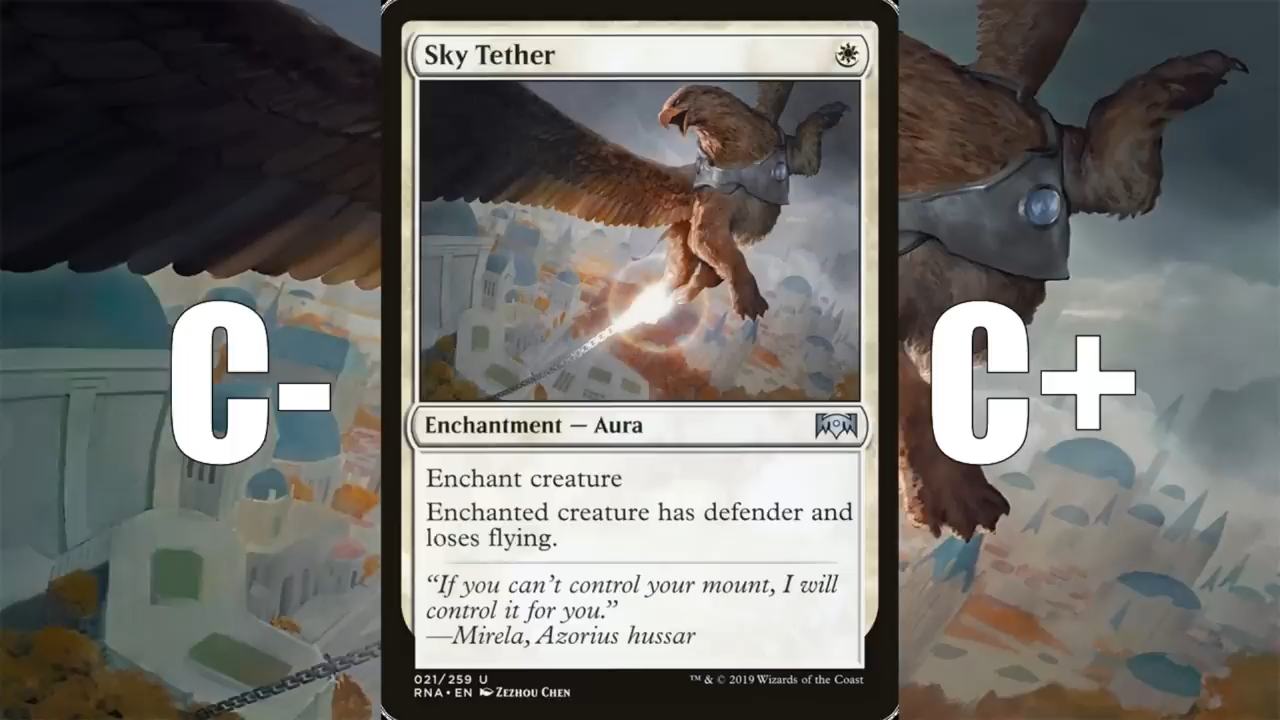 Sky Tether
C-
C+
Enchantment — Aura
Enchant creature
Enchanted creature has defender and
loses flying.
“If you can’t control your mount, I will
control it for you.”
—Mirela, Azorius hussar
021/259 U
RNA • EN Zezhou Chen
™ & © 2019 Wizards of the Coast